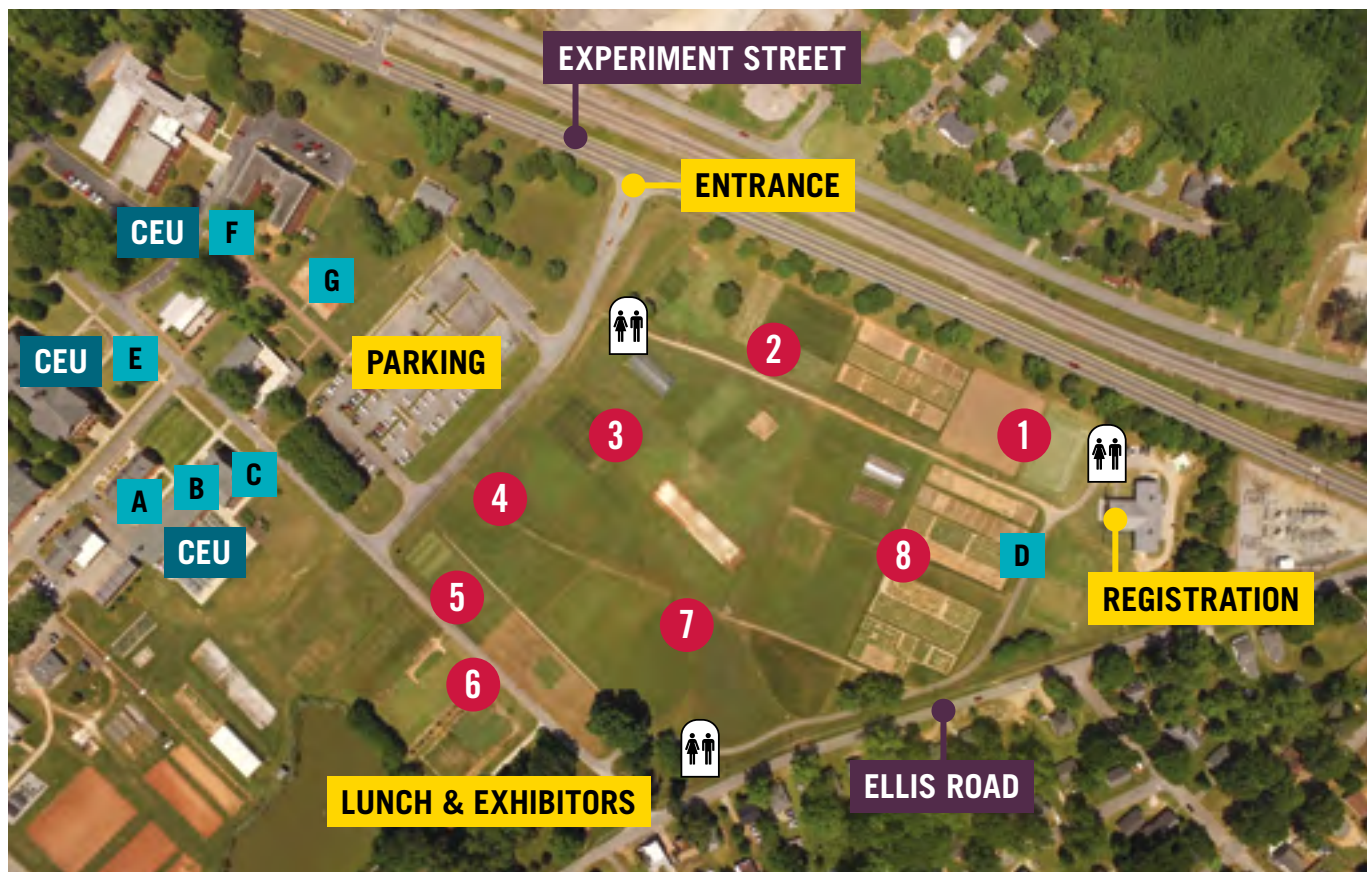 EXPERIMENT STREET
ENTRANCE
CEU F
G
CEU E
PARKING
2
3
1
A B C
CEU
4
8
D
REGISTRATION
5
7
6
LUNCH & EXHIBITORS
ELLIS ROAD